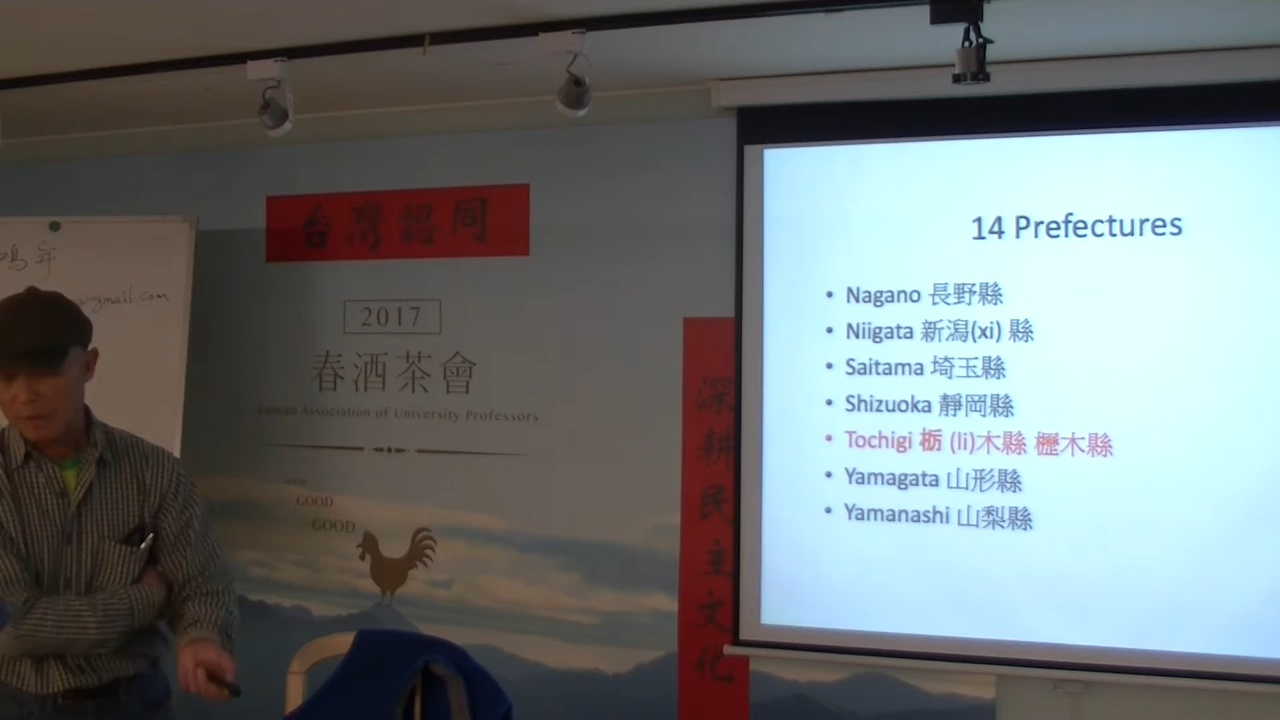 鳴年
@gmail.com
台灣認同
2017
春酒茶會
Taiwan Association of University Professors
GOOD
GOOD
深耕民主文化
14 Prefectures
• Nagano 長野縣
• Niigata 新潟(xi) 縣
• Saitama 埼玉縣
• Shizuoka 靜岡縣
• Tochigi 栃 (li)木縣 櫪木縣
• Yamagata 山形縣
• Yamanashi 山梨縣